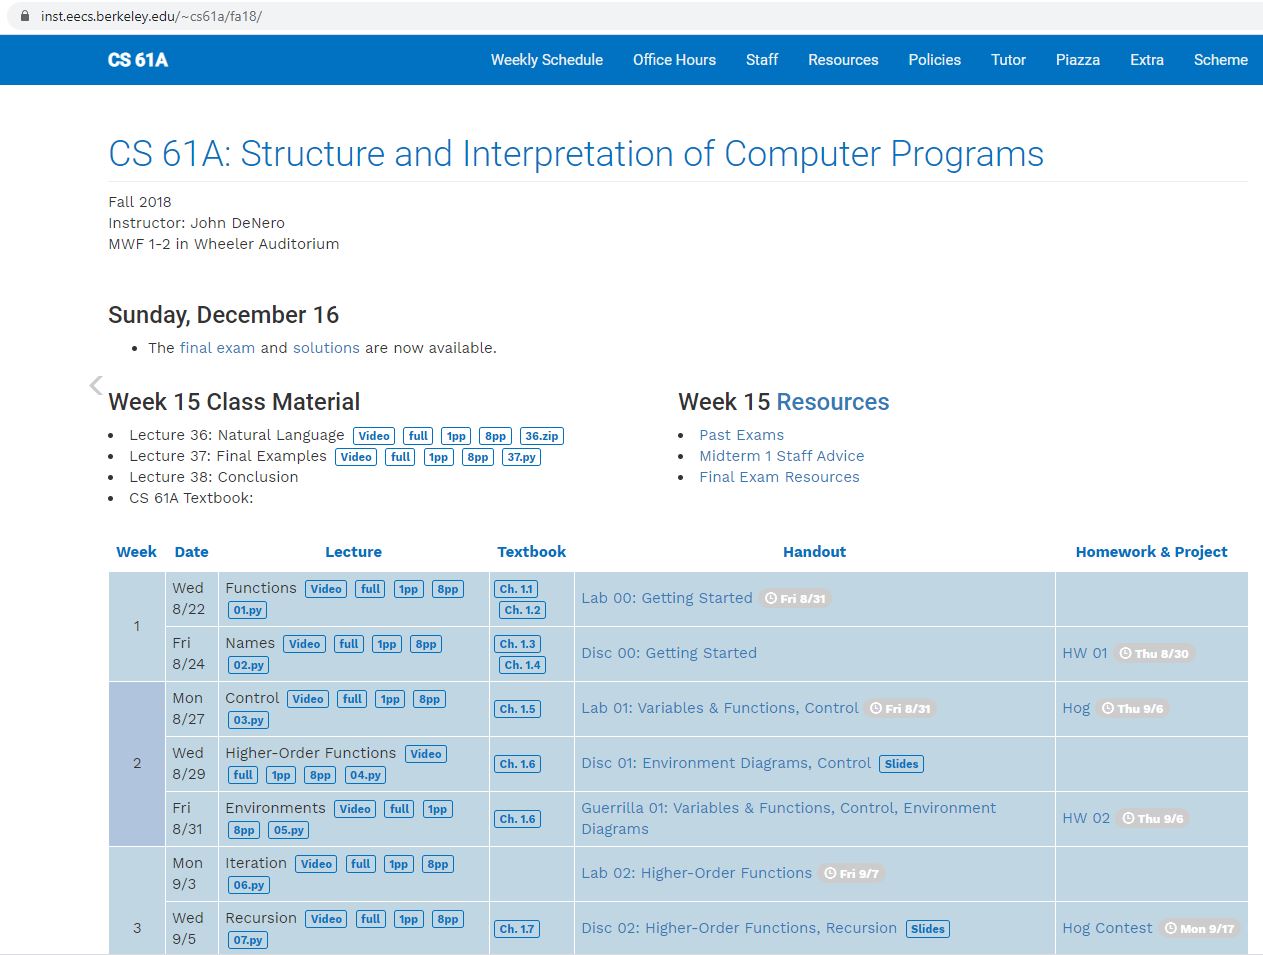 inst.eecs.berkeley.edu/~cs61a/fa18/
CS 61A Weekly Schedule Office Hours Staff Resources Policies Tutor Piazza Extra Scheme
CS 61A: Structure and Interpretation of Computer Programs
Fall 2018
Instructor: John DeNero
MWF 1-2 in Wheeler Auditorium
Sunday, December 16
• The final exam and solutions are now available.
Week 15 Class Material
• Lecture 36: Natural Language Video full 1pp 8pp 36.zip
• Lecture 37: Final Examples Video full 1pp 8pp 37.py
• Lecture 38: Conclusion
• CS 61A Textbook:
Week 15 Resources
• Past Exams
• Midterm 1 Staff Advice
• Final Exam Resources
Week Date Lecture Textbook Handout Homework & Project
1
Wed
8/22
Functions Video full 1pp 8pp
01.py
Ch. 1.1
Ch. 1.2
Lab 00: Getting Started Fri 8/31
Fri
8/24
Names Video full 1pp 8pp
02.py
Ch. 1.3
Ch. 1.4
Disc 00: Getting Started
HW 01 Thu 8/30
2
Mon
8/27
Control Video full 1pp 8pp
03.py
Ch. 1.5
Lab 01: Variables & Functions, Control Fri 8/31
Hog Thu 9/6
Wed
8/29
Higher-Order Functions Video
full 1pp 8pp 04.py
Ch. 1.6
Disc 01: Environment Diagrams, Control Slides
Fri
8/31
Environments Video full 1pp
8pp 05.py
Ch. 1.6
Guerrilla 01: Variables & Functions, Control, Environment
Diagrams
HW 02 Thu 9/6
3
Mon
9/3
Iteration Video full 1pp 8pp
06.py
Lab 02: Higher-Order Functions Fri 9/7
Wed
9/5
Recursion Video full 1pp 8pp
07.py
Ch. 1.7
Disc 02: Higher-Order Functions, Recursion Slides
Hog Contest Mon 9/17